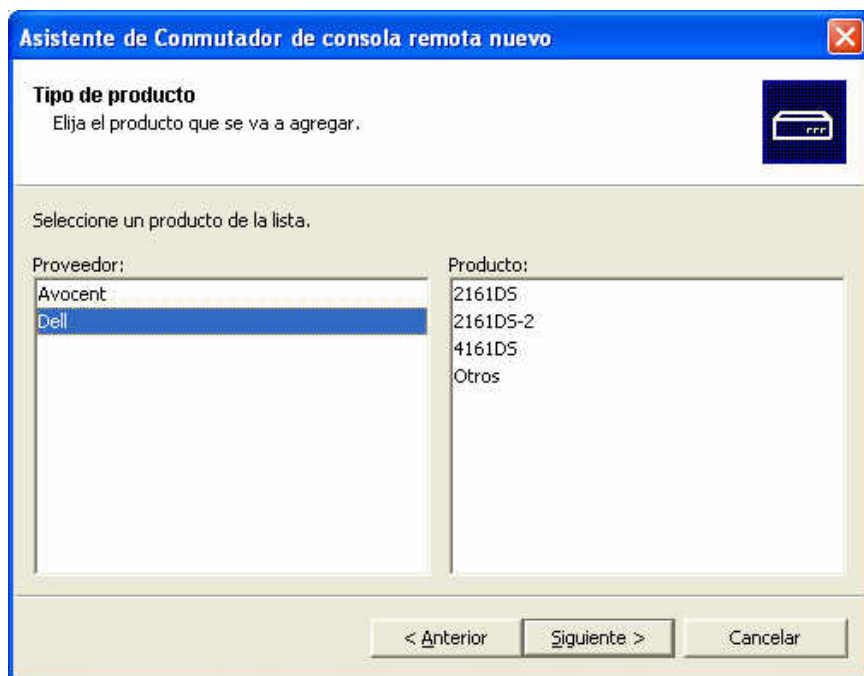 Asistente de Conmutador de consola remota nuevo
Tipo de producto
Elija el producto que se va a agregar.
Seleccione un producto de la lista.
Proveedor:
Avocent
Dell
Producto:
2161DS
2161DS-2
4161DS
Otros
< Anterior
Siguiente >
Cancelar